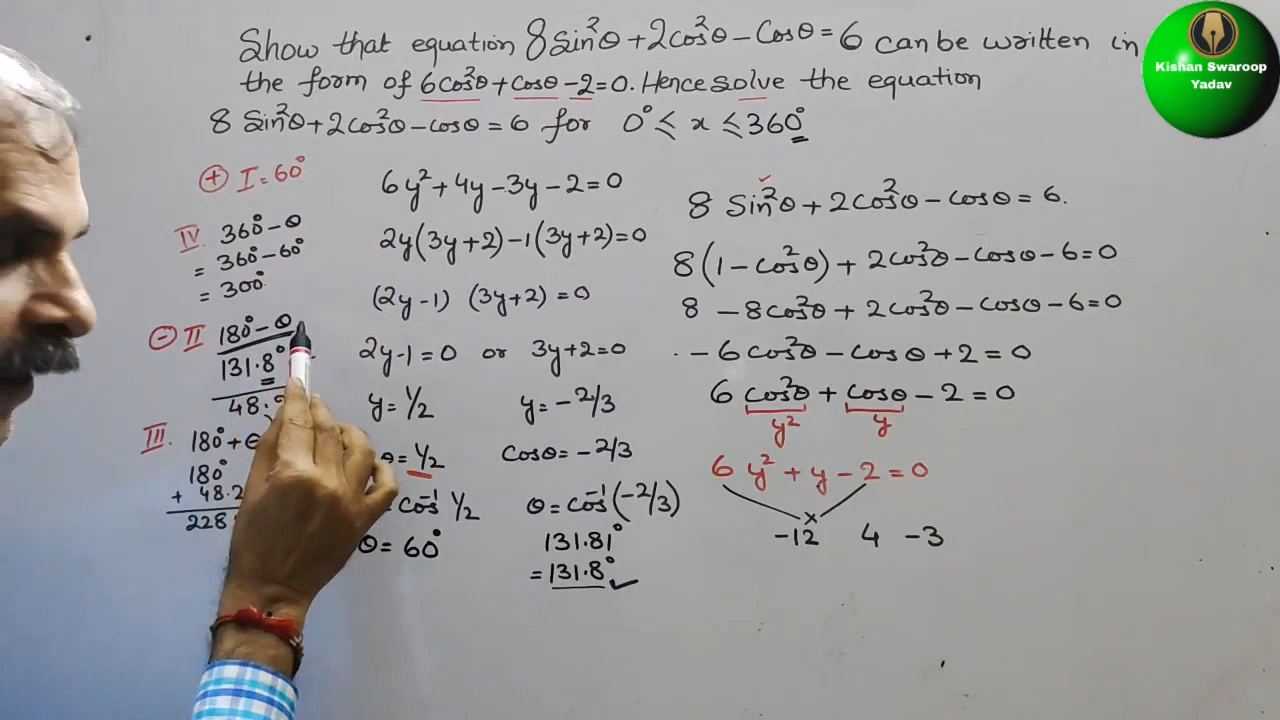 Show that equation 8 Sin²θ + 2cos²θ - Cosθ = 6 can be written in
the form of 6cos²θ + cosθ - 2 = 0. Hence solve the equation
8 Sin²θ + 2cos²θ - cosθ = 6 for 0° ≤ x ≤ 360°
Kishan Swaroop
Yadav
⊕ I = 60°
IV 360° - θ
= 360° - 60°
= 300°
⊖ II 180° - θ
131.8°
48.
III. 180° +
180°
+ 48.2
228
6y² + 4y - 3y - 2 = 0
2y(3y+2) - 1(3y+2) = 0
(2y-1) (3y+2) = 0
2y-1 = 0 or 3y+2 = 0
y = 1/2 y = -2/3
θ = 1/2 cosθ = -2/3
= cos⁻¹ 1/2 θ = cos⁻¹(-2/3)
θ = 60° 131.81°
= 131.8° ✓
8 Sin²θ + 2cos²θ - cosθ = 6.
8(1 - cos²θ) + 2cos²θ - cosθ - 6 = 0
8 - 8cos²θ + 2cos²θ - cosθ - 6 = 0
- 6cos²θ - cosθ + 2 = 0
6 cos²θ + cosθ - 2 = 0
y² y
6 y² + y - 2 = 0
×
-12 4 -3